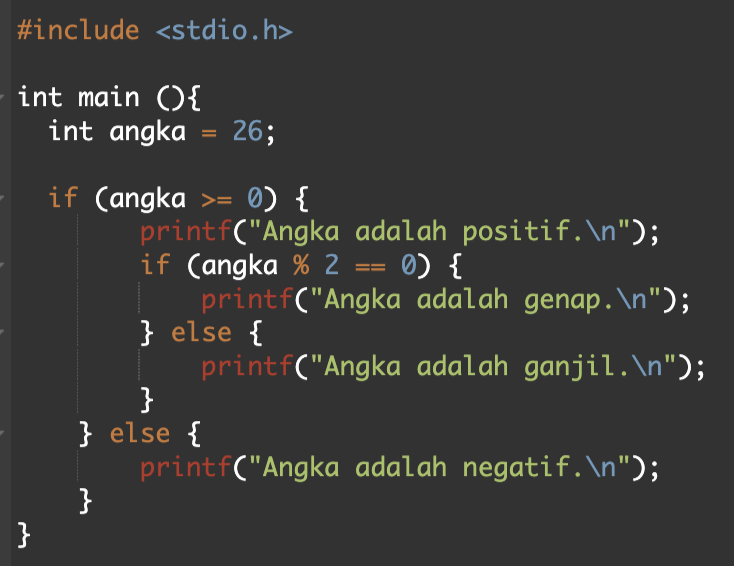 #include <stdio.h>
int main (){
int angka = 26;
if (angka >= 0) {
printf("Angka adalah positif.\n");
if (angka % 2 == 0) {
printf("Angka adalah genap.\n");
} else {
printf("Angka adalah ganjil.\n");
}
} else {
printf("Angka adalah negatif.\n");
}
}